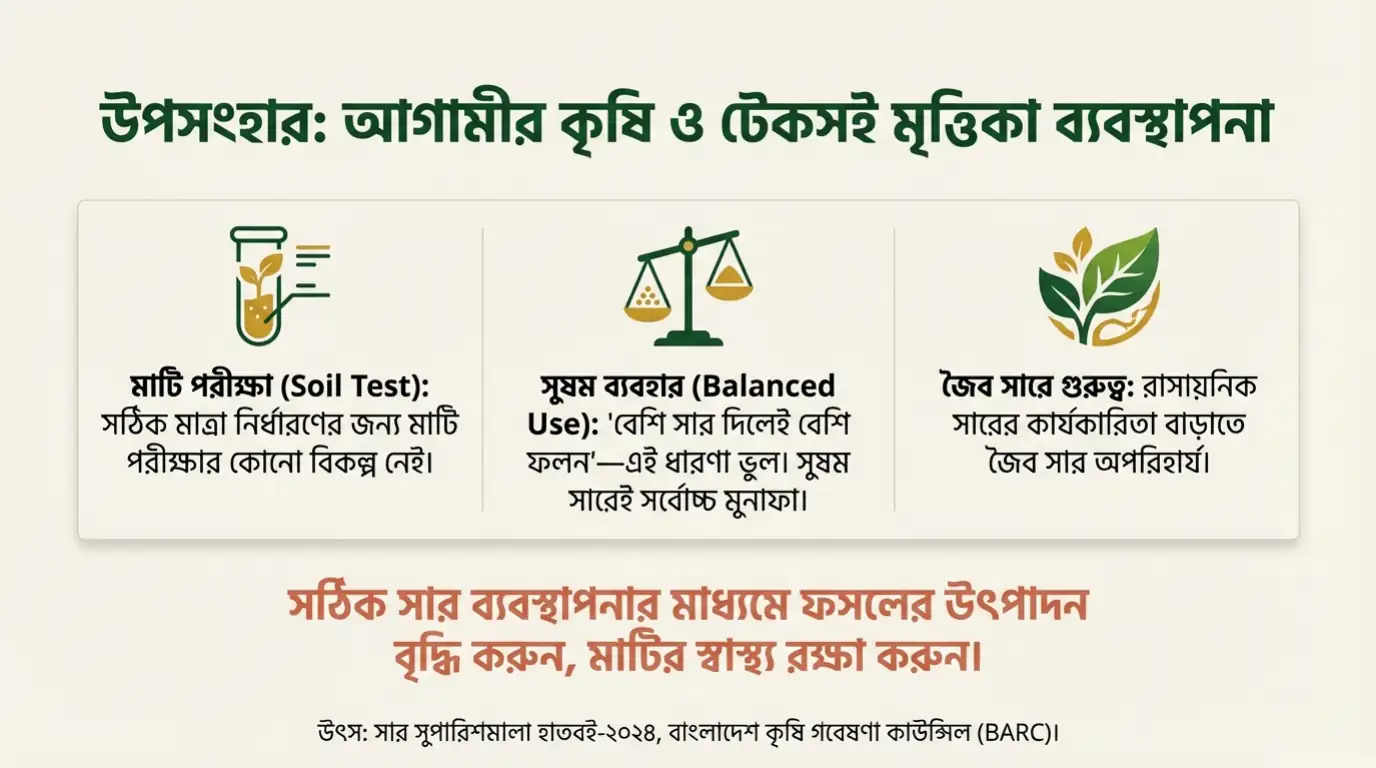 উপসংহার: আগামীর কৃষি ও টেকসই মৃত্তিকা ব্যবস্থাপনা
মাটি পরীক্ষা (Soil Test):
সঠিক মাত্রা নির্ধারণের জন্য মাটি
পরীক্ষার কোনো বিকল্প নেই।
সুষম ব্যবহার (Balanced
Use): 'বেশি সার দিলেই বেশি
ফলন'—এই ধারণা ভুল। সুষম
সারেই সর্বোচ্চ মুনাফা।
জৈব সারে গুরুত্ব: রাসায়নিক
সারের কার্যকারিতা বাড়াতে
জৈব সার অপরিহার্য।
সঠিক সার ব্যবস্থাপনার মাধ্যমে ফসলের উৎপাদন
বৃদ্ধি করুন, মাটির স্বাস্থ্য রক্ষা করুন।
উৎস: সার সুপারিশমালা হাতবই-২০২৪, বাংলাদেশ কৃষি গবেষণা কাউন্সিল (BARC)।